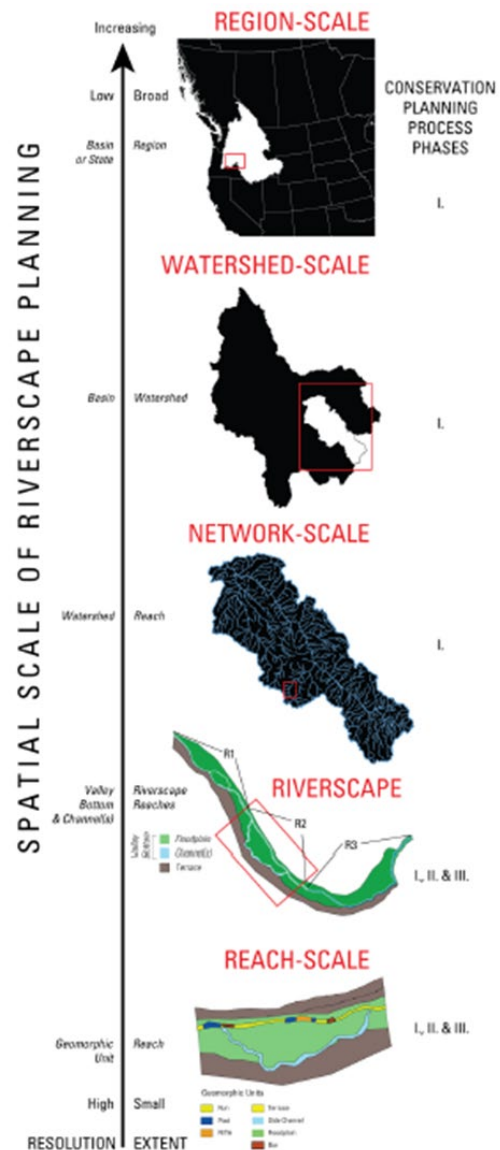 SPATIAL SCALE OF RIVERSCAPE PLANNING
Increasing
REGION-SCALE
Low Broad
CONSERVATION
PLANNING
PROCESS
PHASES
Basin
or State
Region
I.
WATERSHED-SCALE
Basin Watershed
I.
NETWORK-SCALE
Watershed Reach
I.
R1
RIVERSCAPE
Valley
Bottom
& Channel(s)
Riverscape
Reaches
R2
R3
Valley
Bottom
Floodplain
Channel(s)
Terrace
I., II. & III.
REACH-SCALE
I., II. & III.
Geomorphic
Unit
Reach
Geomorphic Units
Run Terrace
Pool Side Channel
Riffle Floodplain
Bar
High Small
RESOLUTION EXTENT